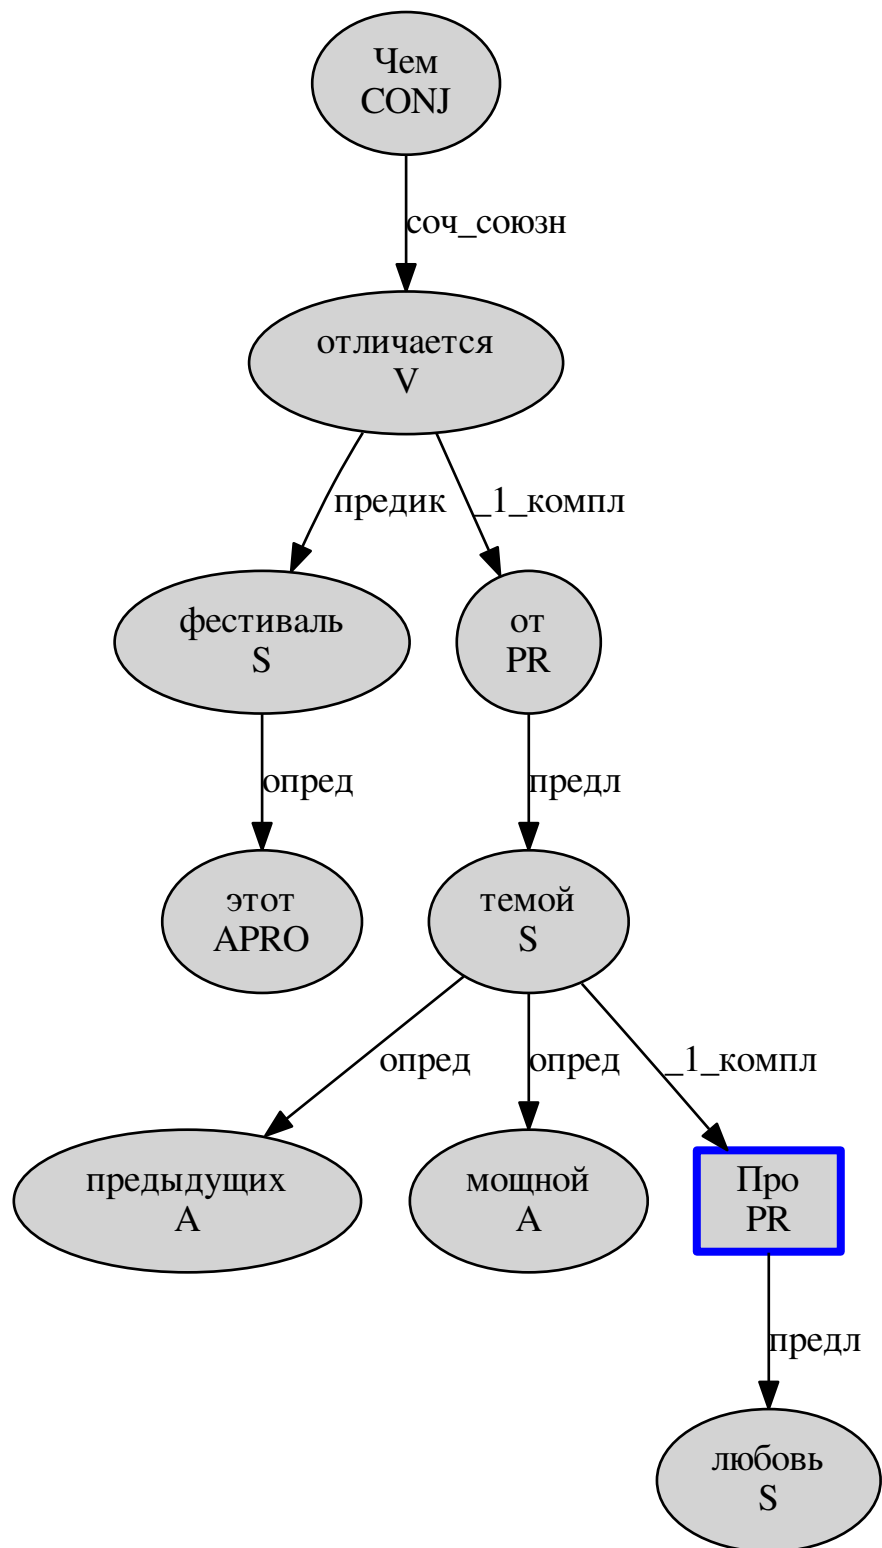 Чем
CONJ
соч_союзн
отличается
V
предик
_1_компл
фестиваль
S
от
PR
опред
предл
этот
APRO
темой
S
опред
опред
_1_компл
предыдущих
A
мощной
A
Про
PR
предл
любовь
S